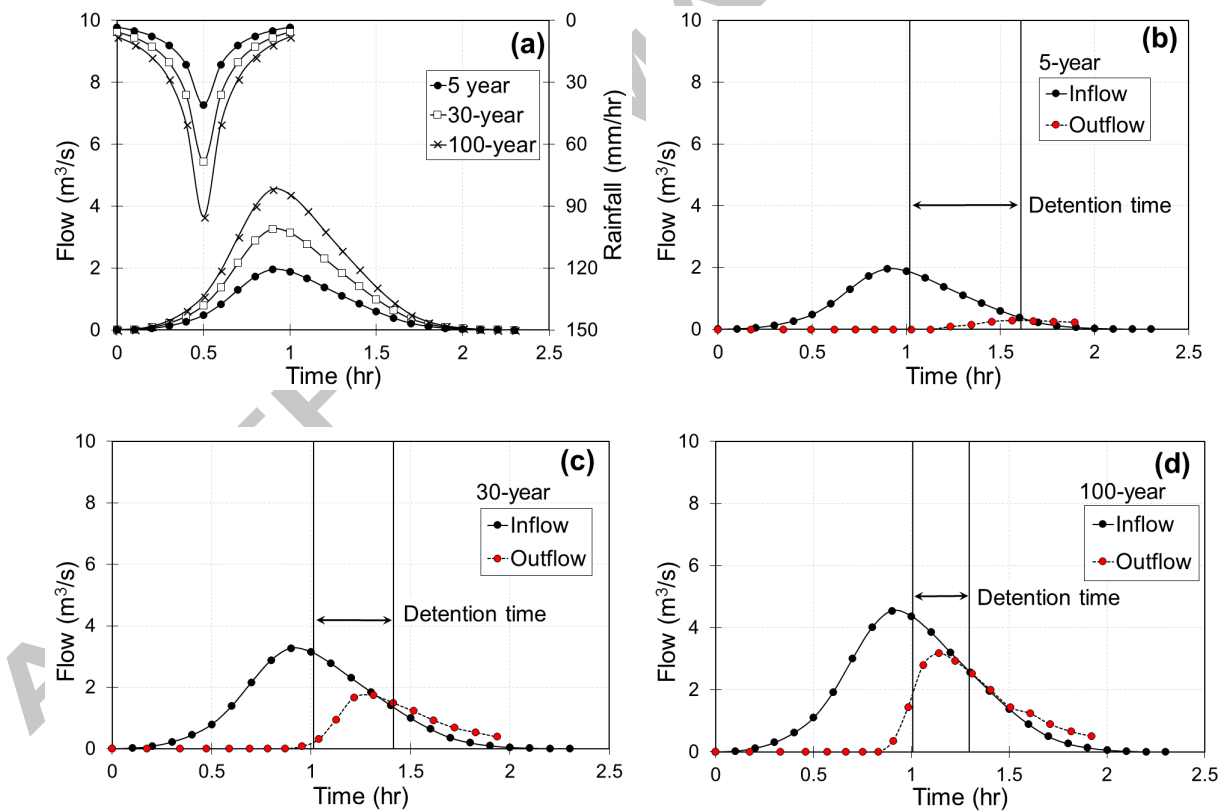 (a)
10
8
6
4
2
0
Flow (m³/s)
0
30
60
90
120
150
Rainfall (mm/hr)
5 year
30-year
100-year
0
0.5
1
1.5
2
2.5
Time (hr)
(b)
10
8
6
4
2
0
Flow (m³/s)
5-year
Inflow
Outflow
Detention time
0
0.5
1
1.5
2
2.5
Time (hr)
(c)
10
8
6
4
2
0
Flow (m³/s)
30-year
Inflow
Outflow
Detention time
0
0.5
1
1.5
2
2.5
Time (hr)
(d)
10
8
6
4
2
0
Flow (m³/s)
100-year
Inflow
Outflow
Detention time
0
0.5
1
1.5
2
2.5
Time (hr)